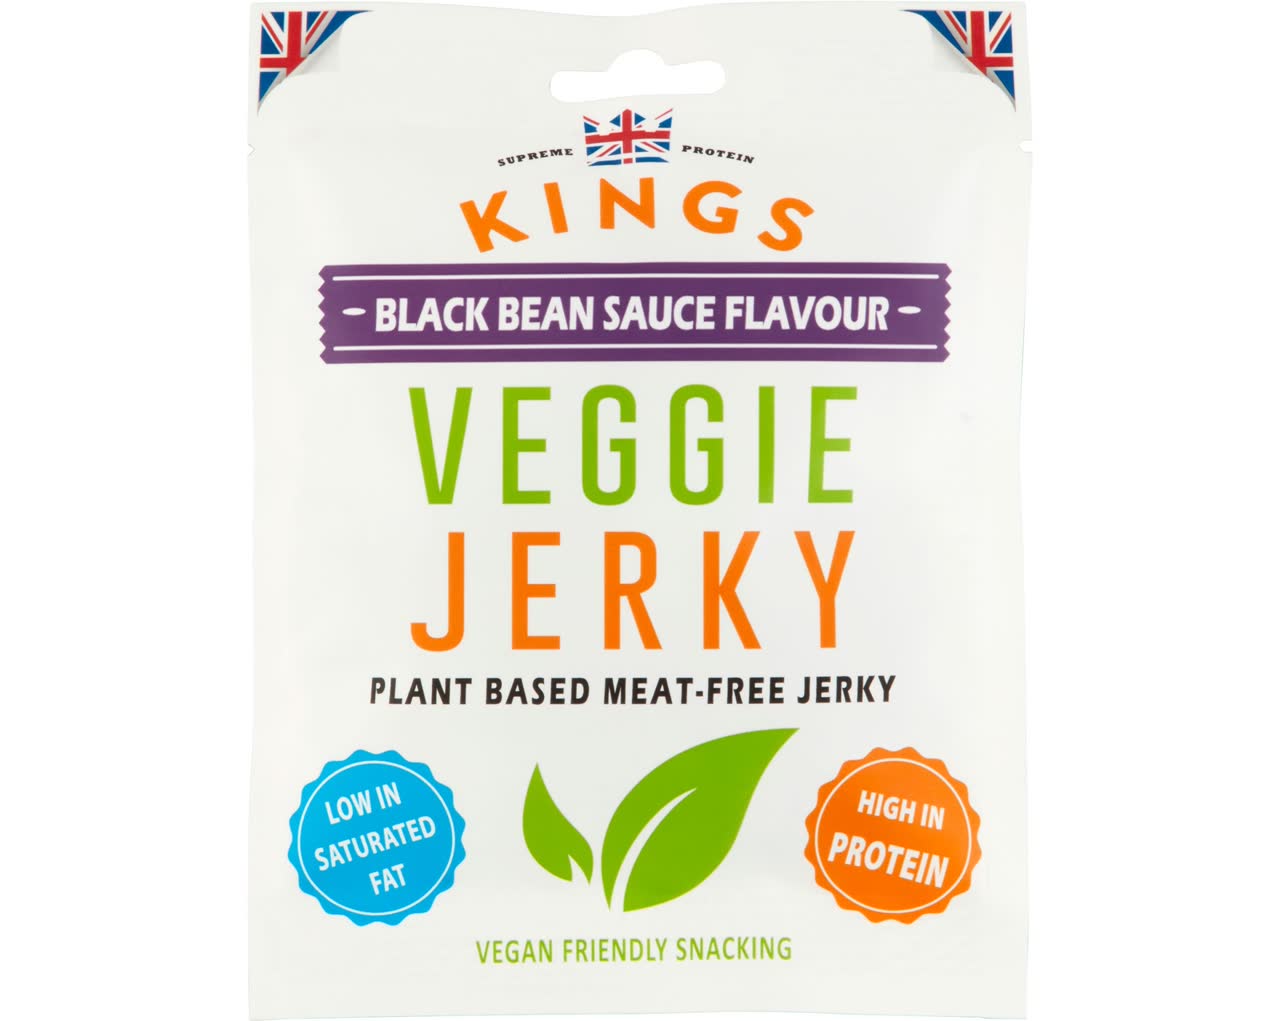 SUPREME PROTEIN
KINGS
- BLACK BEAN SAUCE FLAVOUR -
VEGGIE
JERKY
PLANT BASED MEAT-FREE JERKY
LOW IN
SATURATED
FAT
HIGH IN
PROTEIN
VEGAN FRIENDLY SNACKING